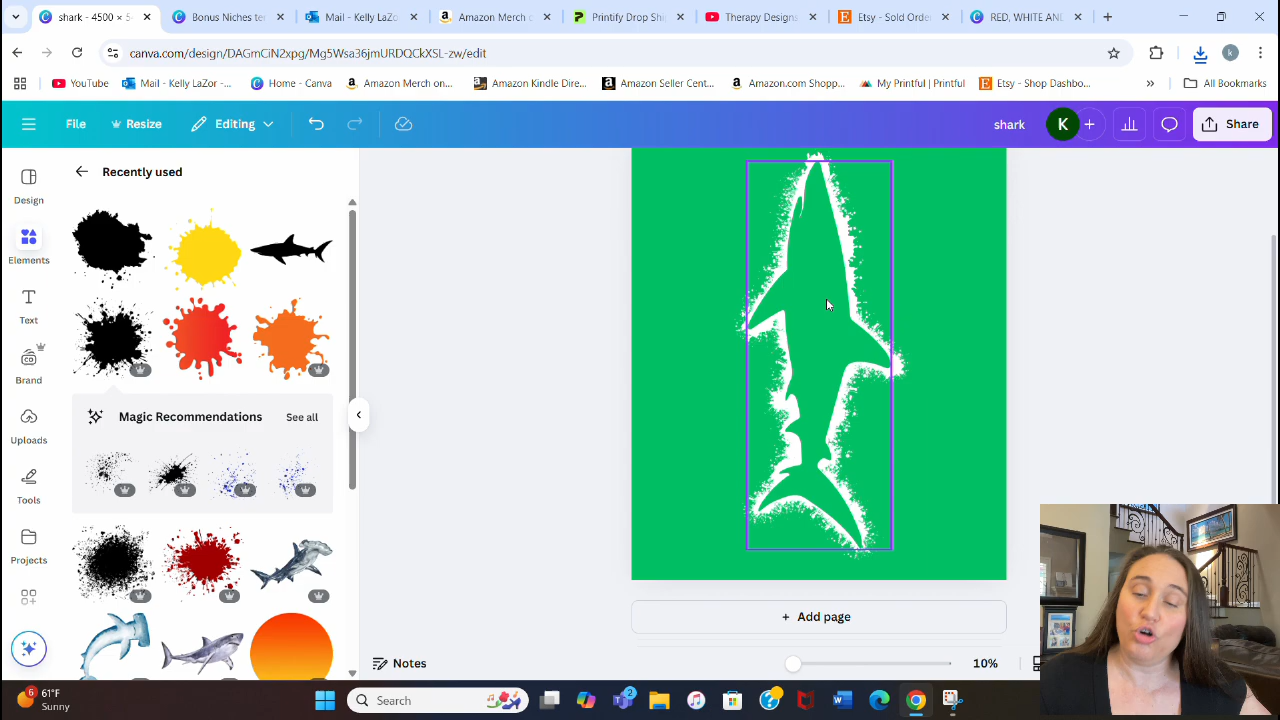 shark - 4500 × 5
Bonus Niches te
Mail - Kelly LaZo
Amazon Merch c
Printify Drop Shi
Therapy Designs
Etsy - Sold Order
RED, WHITE AND
canva.com/design/DAGmCiN2xpg/Mg5Wsa36jmURDQCkXSL-zw/edit
k
YouTube
Mail - Kelly LaZor -...
Home - Canva
Amazon Merch on...
Amazon Kindle Dire...
Amazon Seller Cent...
Amazon.com Shopp...
My Printful | Printful
Etsy - Shop Dashbo...
All Bookmarks
File
Resize
Editing
shark
K
Share
Design
Elements
Text
Brand
Uploads
Tools
Projects
Recently used
Magic Recommendations
See all
+ Add page
Notes
10%
6
61°F
Sunny
Search
2